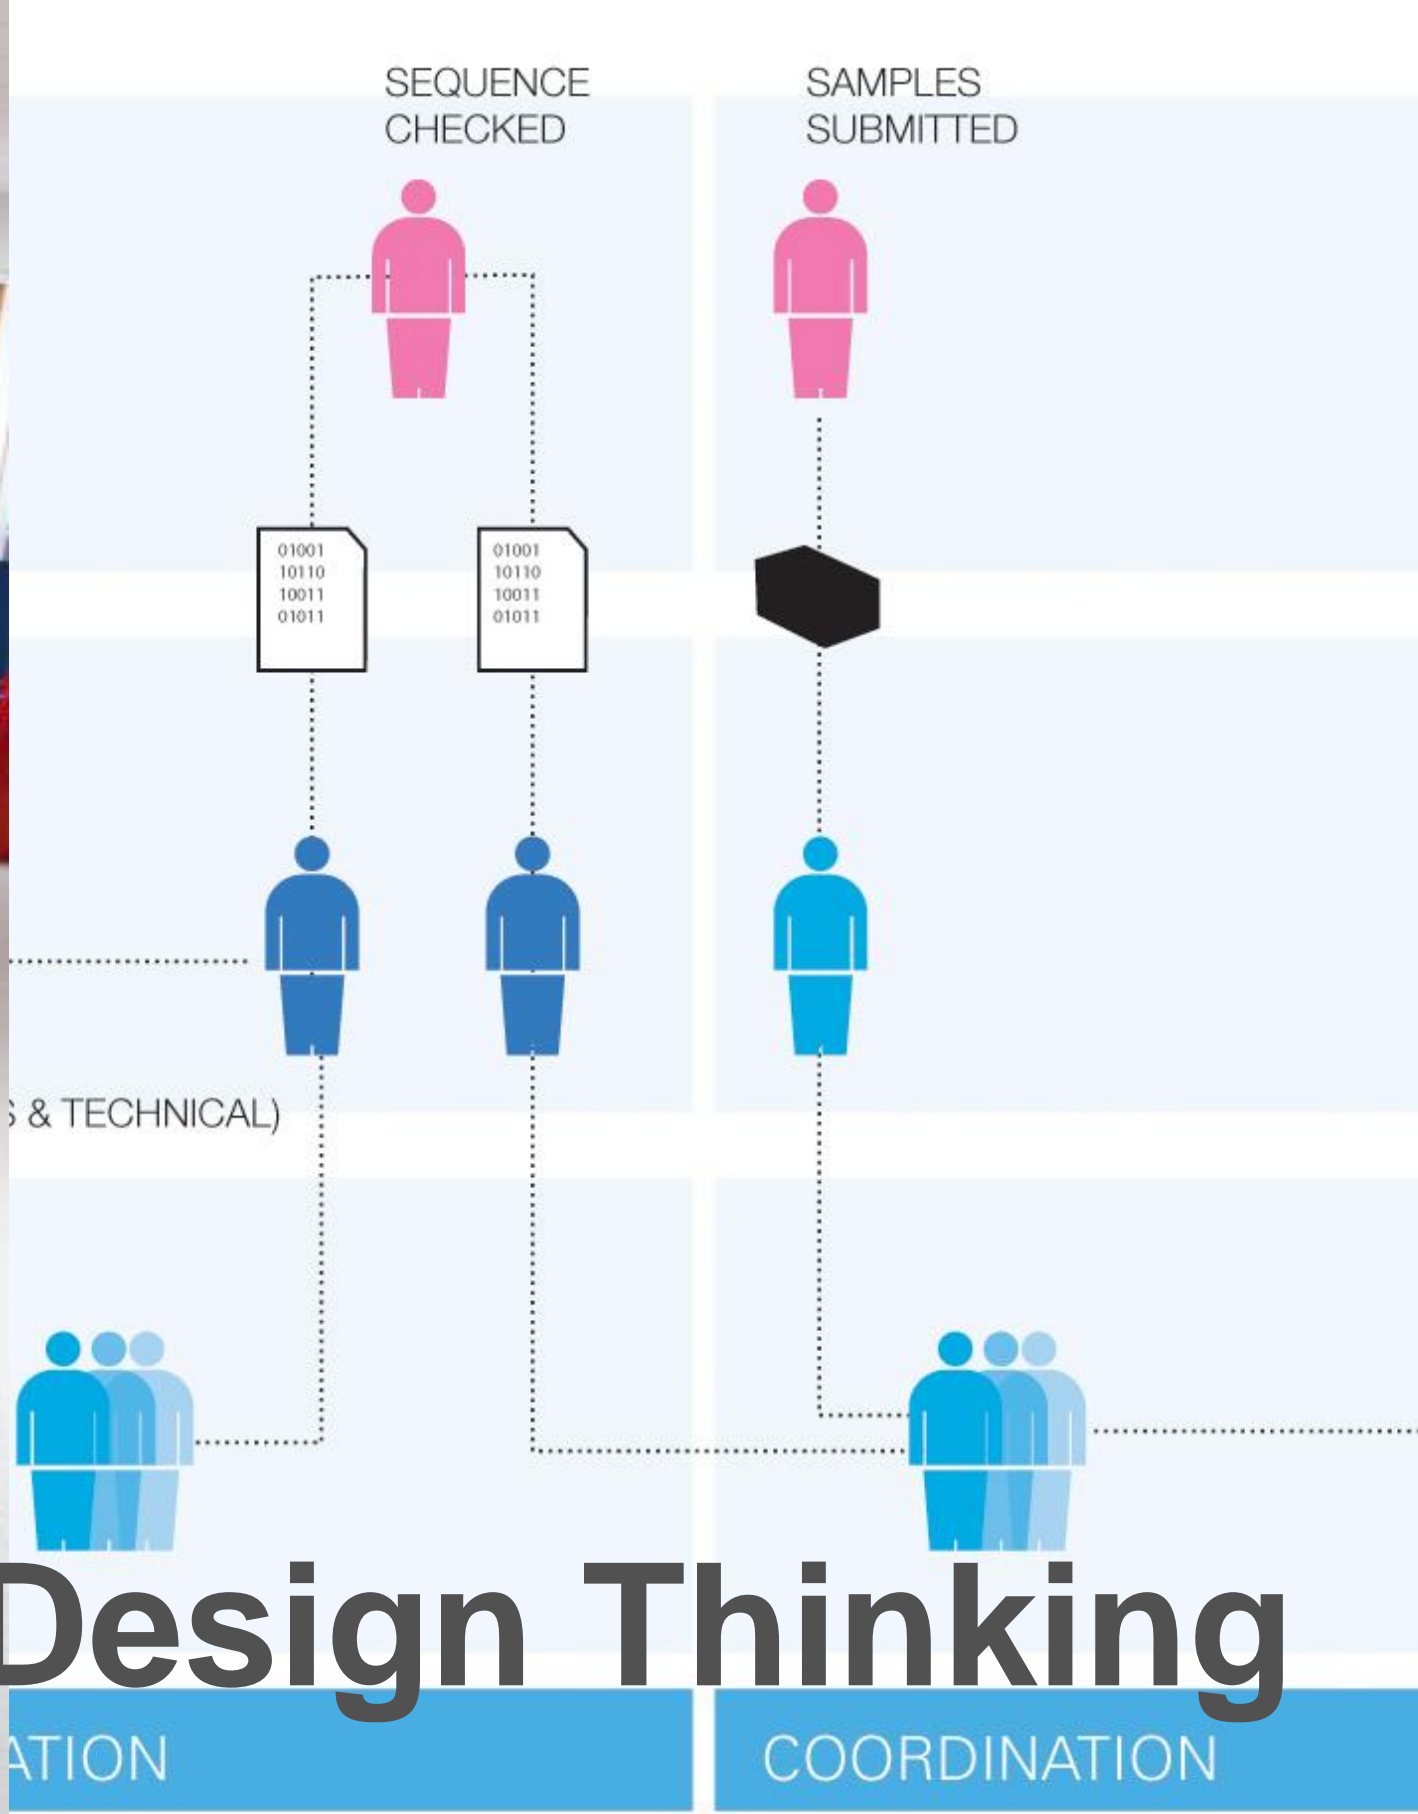 SEQUENCE
CHECKED
SAMPLES
SUBMITTED
01001
10110
10011
01011
01001
10110
10011
01011
& TECHNICAL)
Design Thinking
ATION
COORDINATION